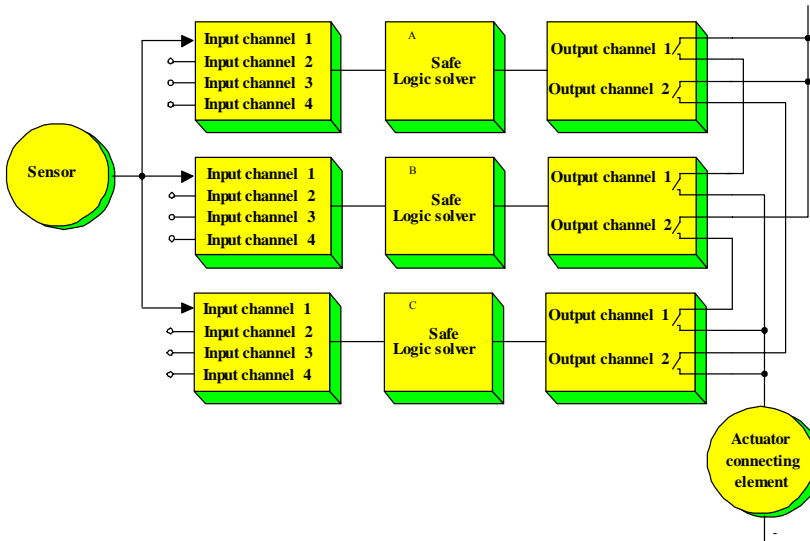 Input channel 1
Input channel 2
Input channel 3
Input channel 4
A
Safe
Logic solver
Output channel 1
Output channel 2
Sensor
Input channel 1
Input channel 2
Input channel 3
Input channel 4
B
Safe
Logic solver
Output channel 1
Output channel 2
Input channel 1
Input channel 2
Input channel 3
Input channel 4
C
Safe
Logic solver
Output channel 1
Output channel 2
Actuator
connecting
element
-